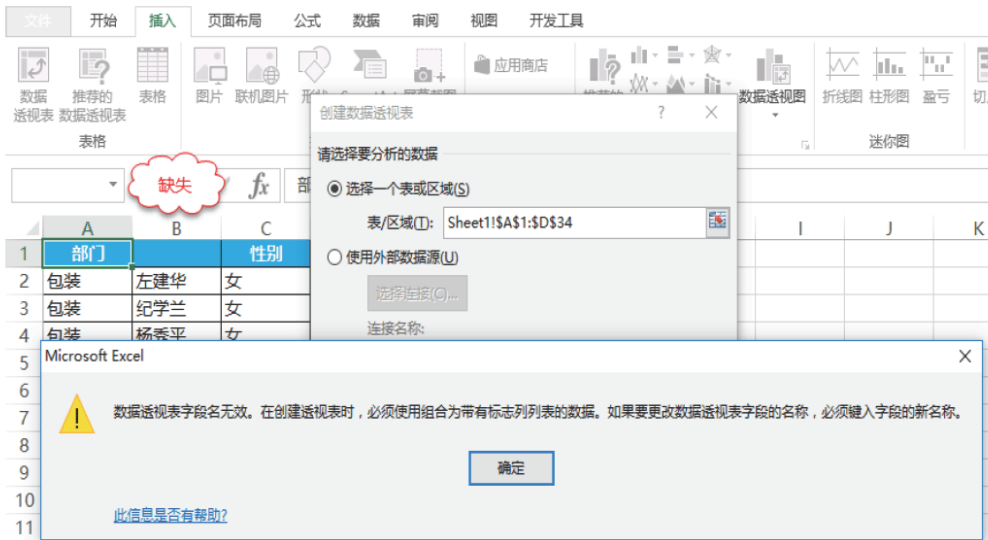 文件 开始 插入 页面布局 公式 数据 审阅 视图 开发工具
应用商店
数据 推荐的 表格 图片 联机图片 数据透视图 折线图 柱形图 盈亏
透视表 数据透视表
表格 迷你图
创建数据透视表 ?
请选择要分析的数据
选择一个表或区域(S)
缺失 fx
表/区域(T): Sheet1!$A$1:$D$34
A B C I J K
1 部门 性别
使用外部数据源(U)
2 包装 左建华 女
选择连接(C)...
3 包装 纪学兰 女
连接名称:
4 包装 杨秀平 女
5 Microsoft Excel
6
7 数据透视表字段名无效。在创建透视表时，必须使用组合为带有标志列列表的数据。如果要更改数据透视表字段的名称，必须键入字段的新名称。
8
9 确定
10
11 此信息是否有帮助?